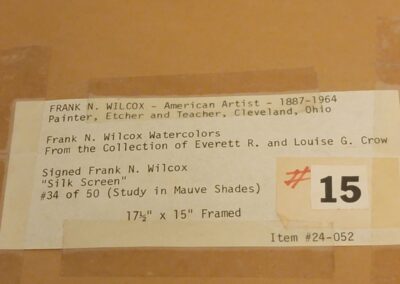 FRANK N. WILCOX - American Artist - 1887-1964
Painter, Etcher and Teacher, Cleveland, Ohio
Frank N. Wilcox Watercolors
From the Collection of Everett R. and Louise G. Crow
Signed Frank N. Wilcox
"Silk Screen"
#34 of 50 (Study in Mauve Shades)
# 15
17½" x 15" Framed
Item #24-052